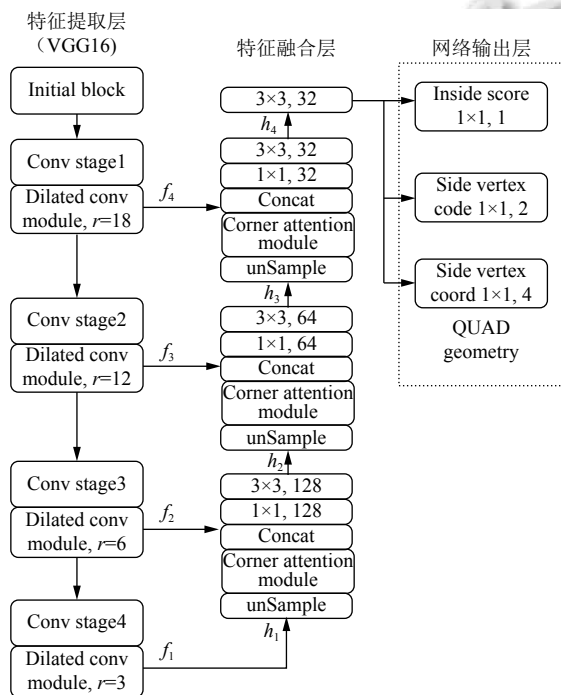 特征提取层
（VGG16)
Initial block
Conv stage1
Dilated conv
module, r=18
Conv stage2
Dilated conv
module, r=12
Conv stage3
Dilated conv
module, r=6
Conv stage4
Dilated conv
module, r=3
f4
f3
f2
f1
特征融合层
3×3, 32
h4
3×3, 32
1×1, 32
Concat
Corner attention
module
unSample
h3
3×3, 64
1×1, 64
Concat
Corner attention
module
unSample
h2
3×3, 128
1×1, 128
Concat
Corner attention
module
unSample
h1
网络输出层
Inside score
1×1, 1
Side vertex
code 1×1, 2
Side vertex
coord 1×1, 4
QUAD
geometry